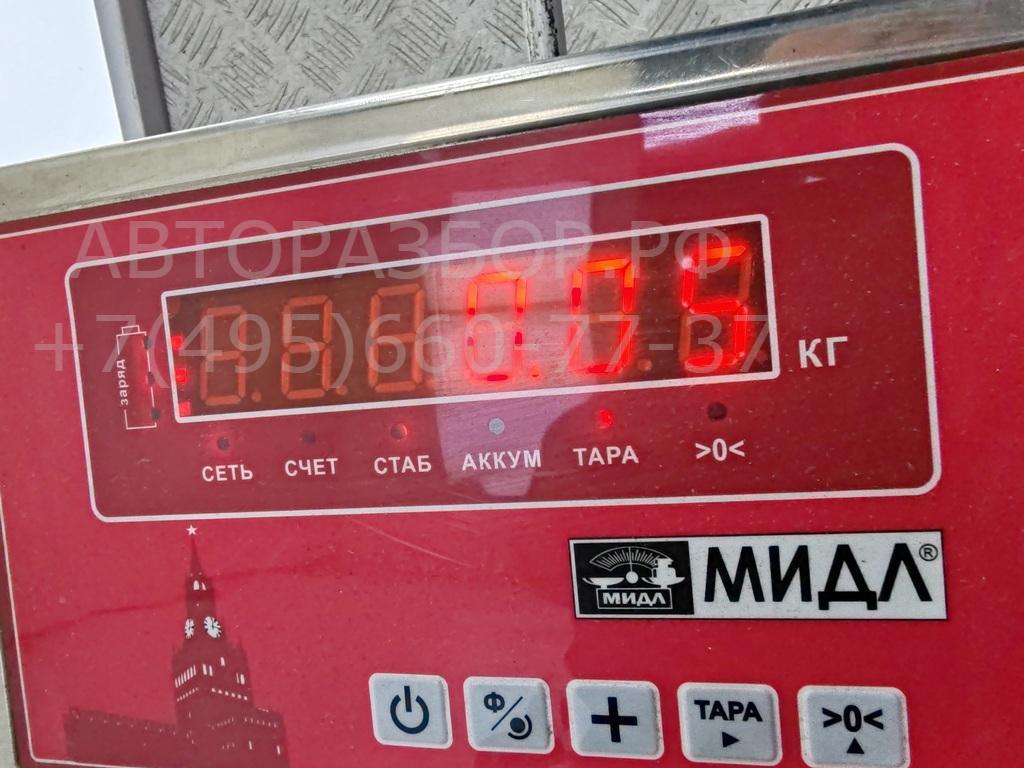 АВТОРАЗБОР.РФ
+7(495)660-77-37
заряд
0.05
КГ
СЕТЬ СЧЕТ СТАБ АККУМ ТАРА >0<
МИДЛ МИДЛ®
Ф ТАРА >0<